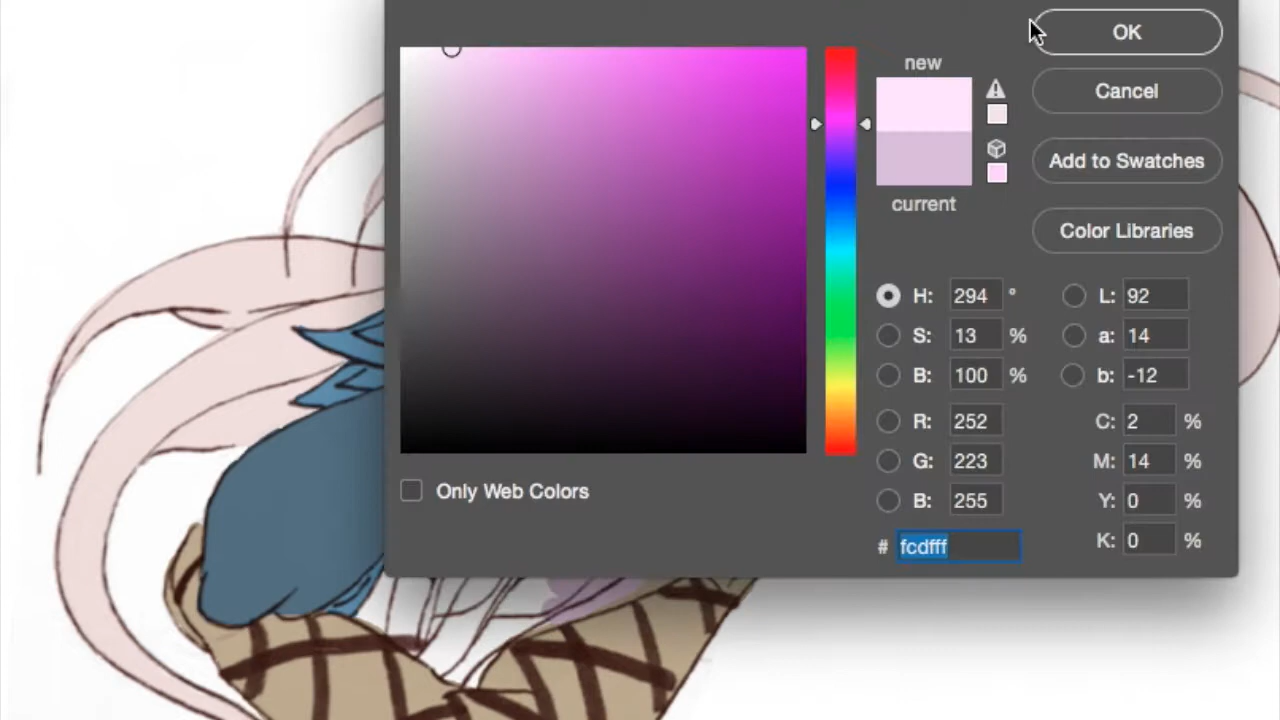 OK
new
Cancel
Add to Swatches
current
Color Libraries
H: 294 ° L: 92
S: 13 % a: 14
B: 100 % b: -12
R: 252 C: 2 %
G: 223 M: 14 %
Only Web Colors
B: 255 Y: 0 %
# fcdfff K: 0 %